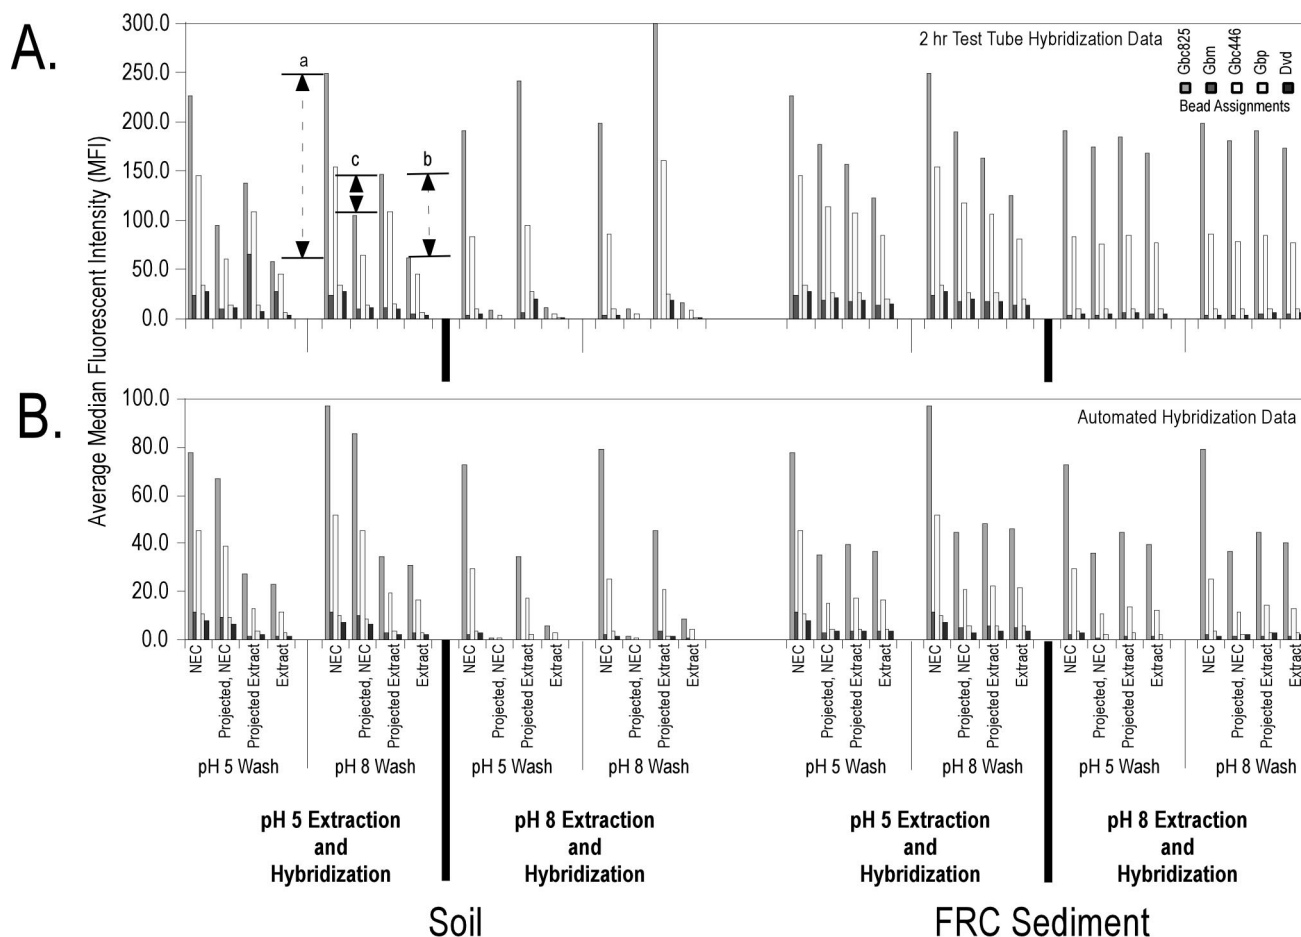 A.
Average Median Fluorescent Intensity (MFI)
300.0
250.0
200.0
150.0
100.0
50.0
0.0
a
c
b
2 hr Test Tube Hybridization Data
Gbc825
Gbm
Gbc446
Gbp
Dvd
Bead Assignments
B.
100.0
80.0
60.0
40.0
20.0
0.0
Automated Hybridization Data
NEC
Projected, NEC
Projected Extract
Extract
NEC
Projected, NEC
Projected Extract
Extract
NEC
Projected, NEC
Projected Extract
Extract
NEC
Projected, NEC
Projected Extract
Extract
NEC
Projected, NEC
Projected Extract
Extract
NEC
Projected, NEC
Projected Extract
Extract
NEC
Projected, NEC
Projected Extract
Extract
NEC
Projected, NEC
Projected Extract
Extract
pH 5 Wash
pH 8 Wash
pH 5 Wash
pH 8 Wash
pH 5 Wash
pH 8 Wash
pH 5 Wash
pH 8 Wash
pH 5 Extraction
and
Hybridization
pH 8 Extraction
and
Hybridization
pH 5 Extraction
and
Hybridization
pH 8 Extraction
and
Hybridization
Soil
FRC Sediment